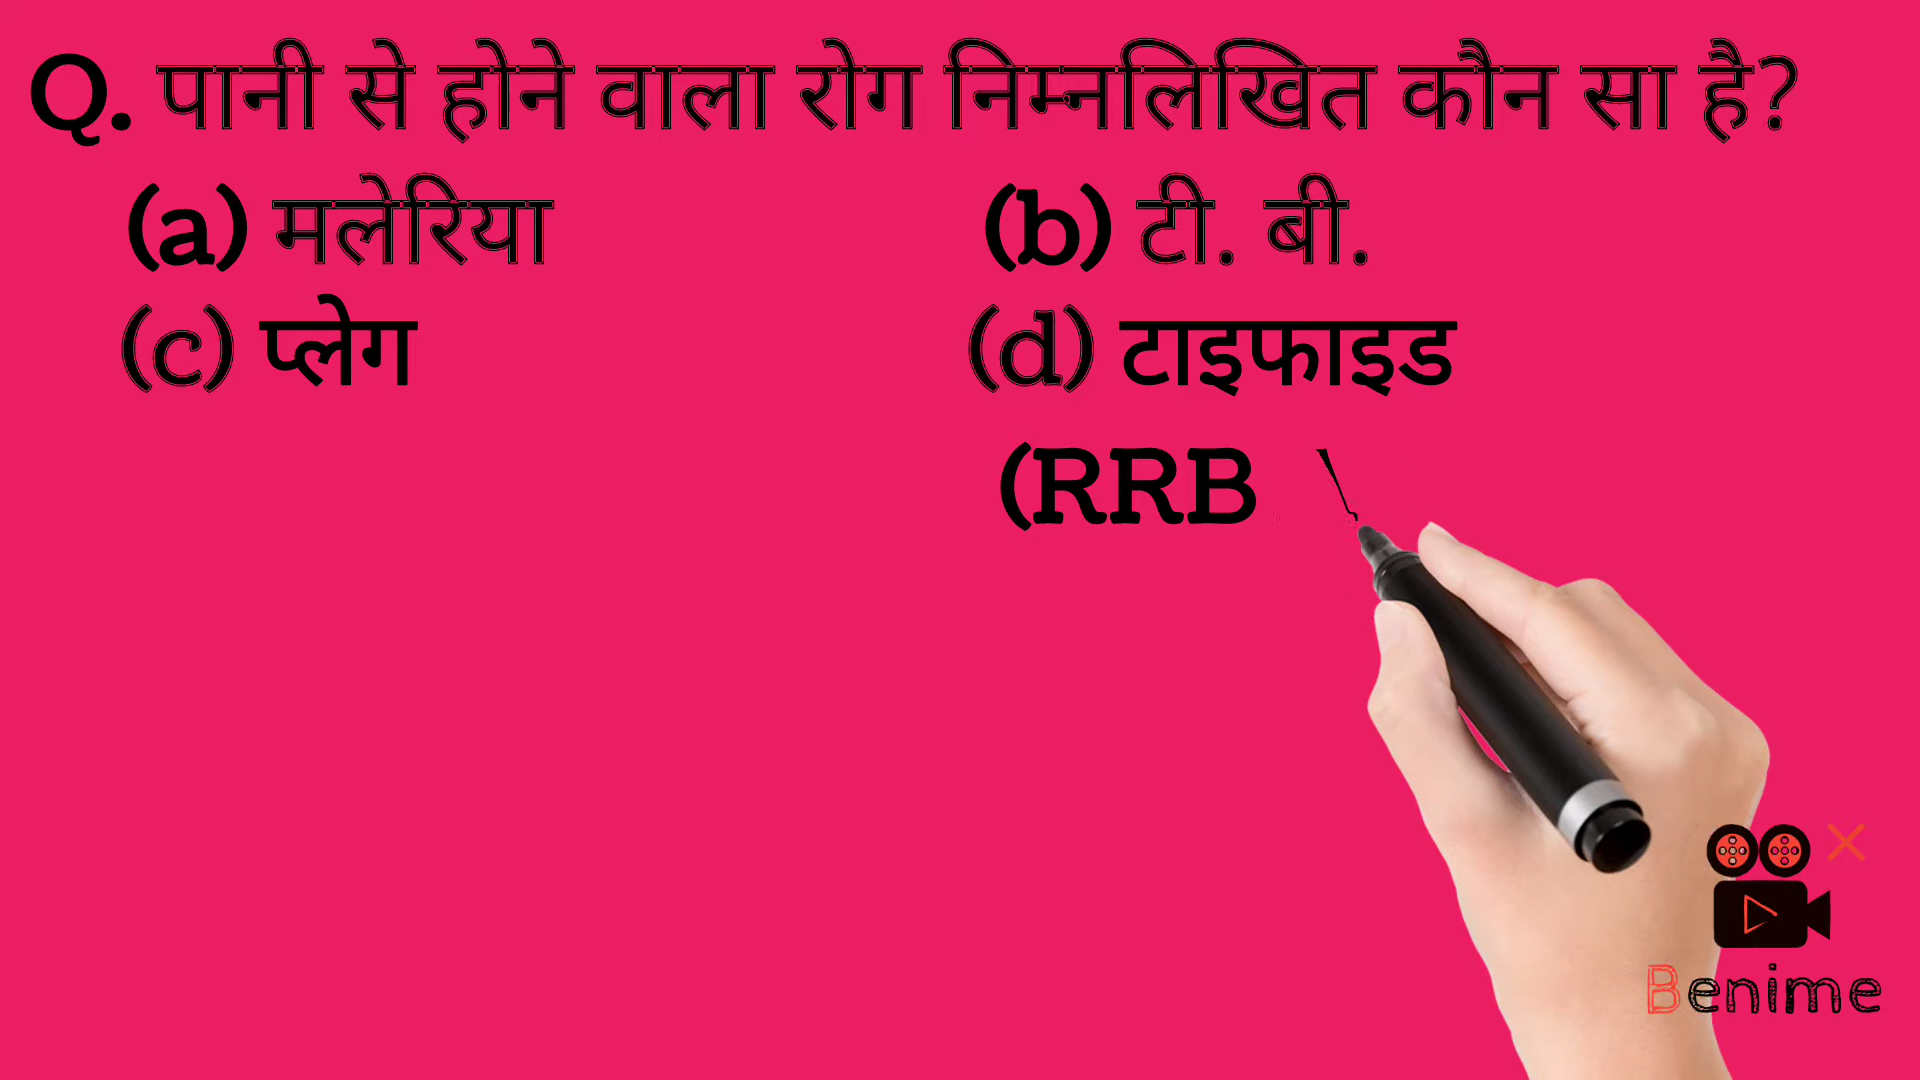 Q. पानी से होने वाला रोग निम्नलिखित कौन सा है?
(a) मलेरिया (b) टी. बी.
(c) प्लेग (d) टाइफाइड
(RRB
Benime